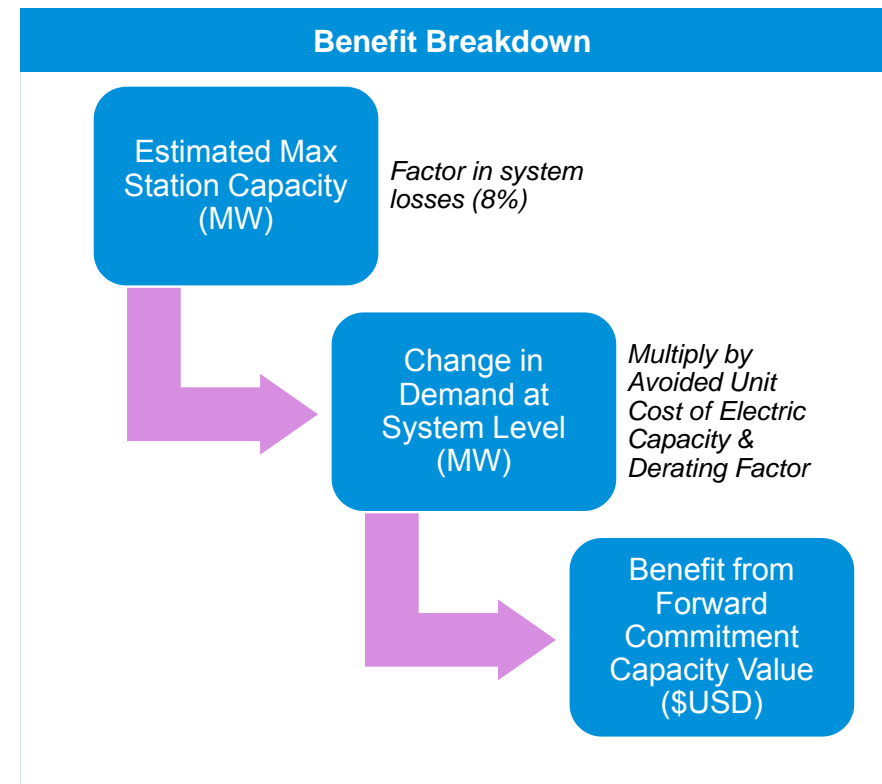 Benefit Breakdown
Estimated Max
Station Capacity
(MW)
Factor in system
losses (8%)
Change in
Demand at
System Level
(MW)
Multiply by
Avoided Unit
Cost of Electric
Capacity &
Derating Factor
Benefit from
Forward
Commitment
Capacity Value
($USD)